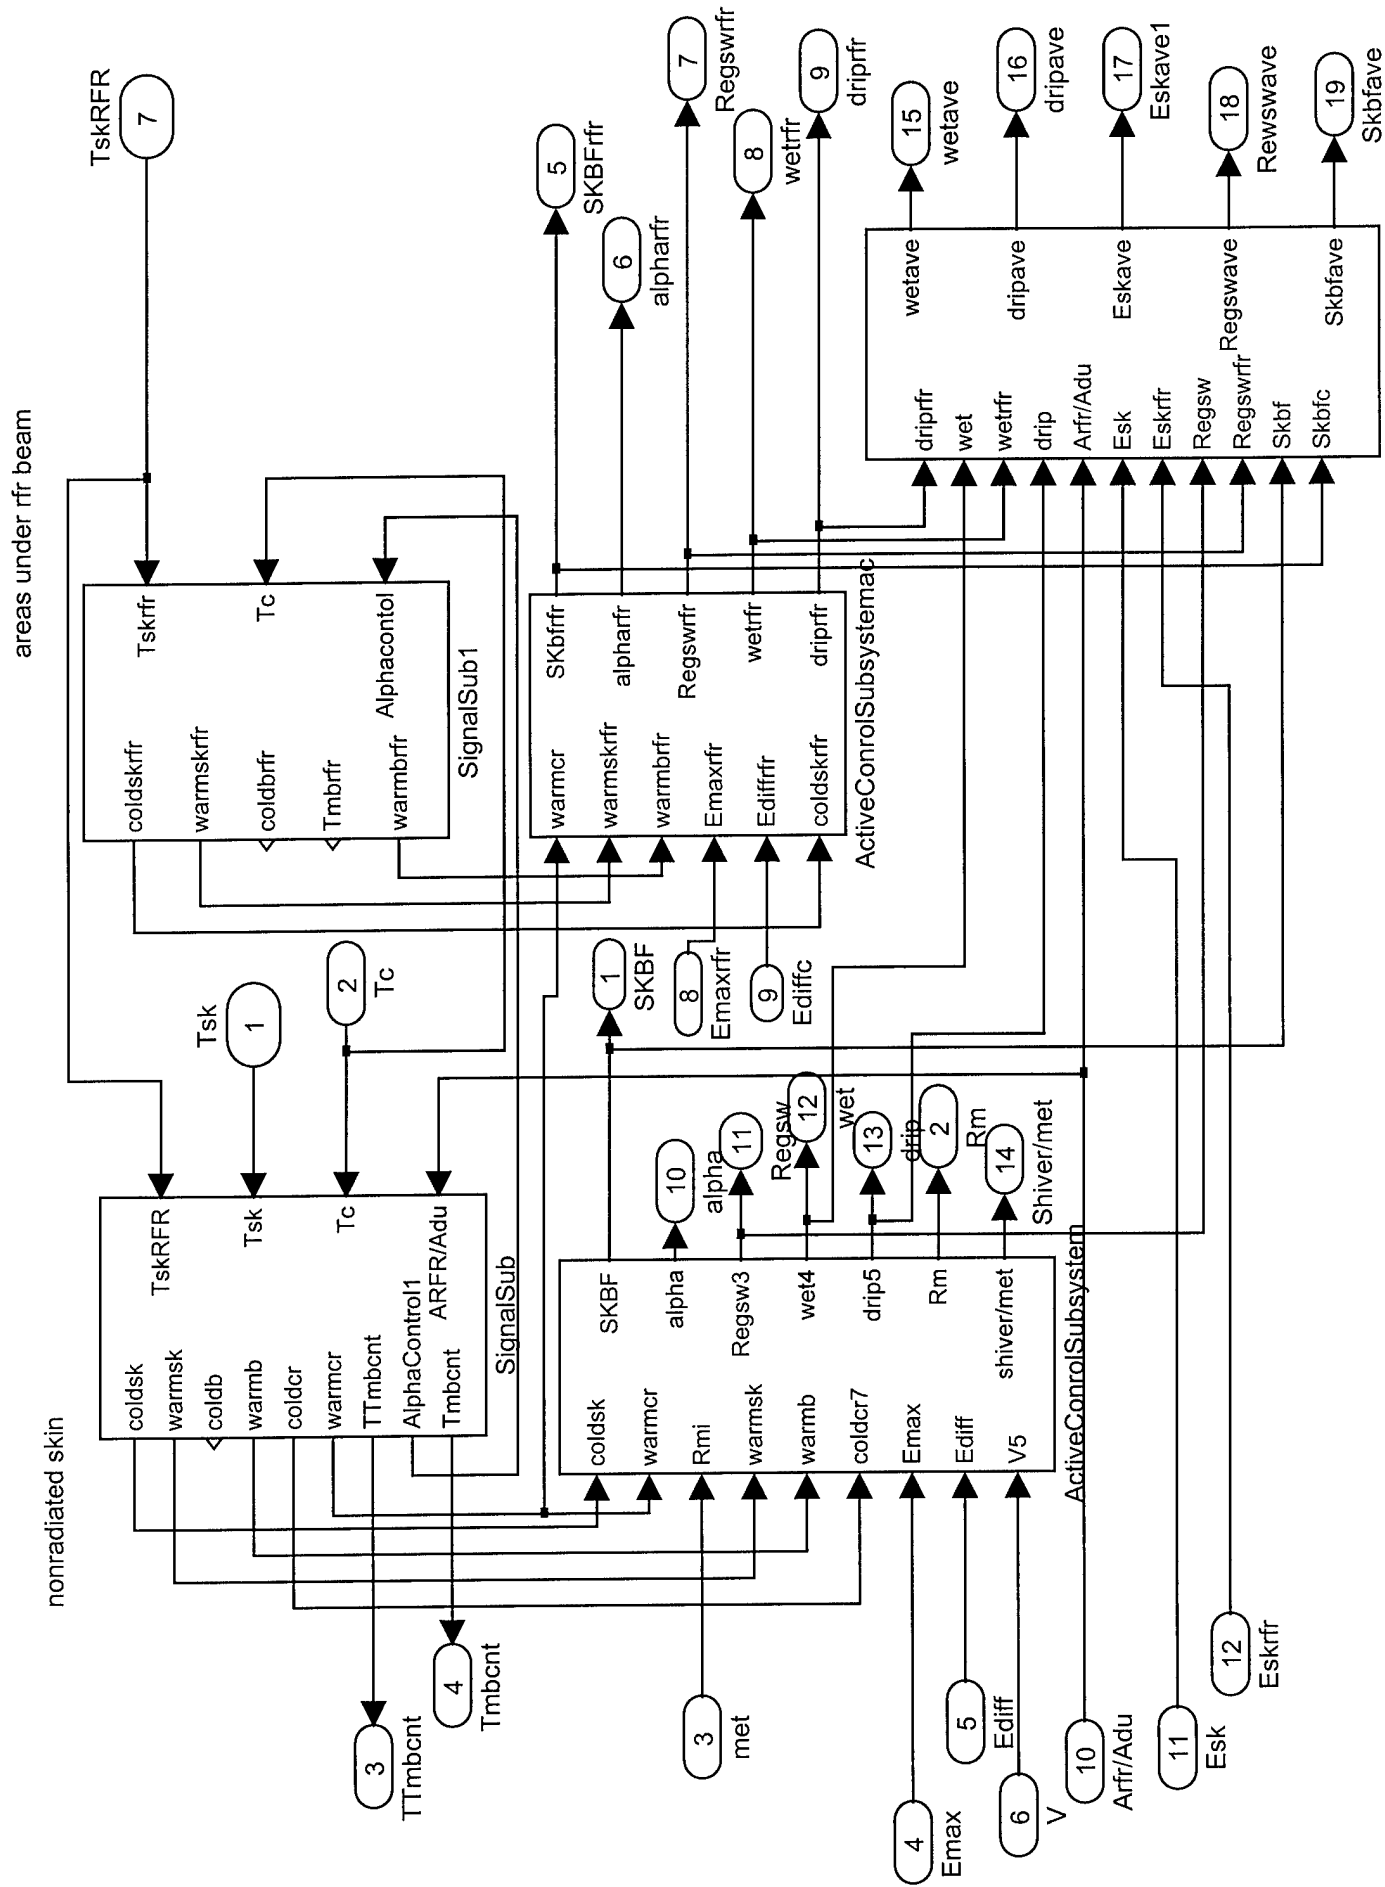 nonradiated skin
areas under rfr beam
TskRFR
7
Tsk
1
2
Tc
TskRFR
Tsk
Tc
ARFR/Adu
coldsk
warmsk
coldb
warmb
coldcr
warmcr
TTmbcnt
AlphaControl1
Tmbcnt
SignalSub
3
TTmbcnt
4
Tmbcnt
Tskrfr
Tc
Alphacontol
coldskrfr
warmskrfr
coldbrfr
Tmbrfr
warmbrfr
SignalSub1
3
met
4
Emax
5
Ediff
6
V
10
Arfr/Adu
11
Esk
12
Eskrfr
coldsk
warmcr
Rmi
warmsk
warmb
coldcr7
Emax
Ediff
V5
SKBF
alpha
Regsw3
wet4
drip5
Rm
shiver/met
ActiveConrolSubsystem
1
SKBF
10
alpha
11
Regsw
12
wet
13
drip
2
Rm
14
Shiver/met
8
Emaxrfr
9
Ediffc
warmcr
warmskrfr
warmbrfr
Emaxrfr
Ediffrfr
coldskrfr
SKbfrfr
alpharfr
Regswrfr
wetrfr
driprfr
ActiveConrolSubsystemac
5
SKBFrfr
6
alpharfr
7
Regswrfr
8
wetrfr
9
driprfr
driprfr
wet
wetrfr
drip
Arfr/Adu
Esk
Eskrfr
Regsw
Regswrfr
Skbf
Skbfc
wetave
dripave
Eskave
Regswave
Skbfave
15
wetave
16
dripave
17
Eskave1
18
Rewswave
19
Skbfave